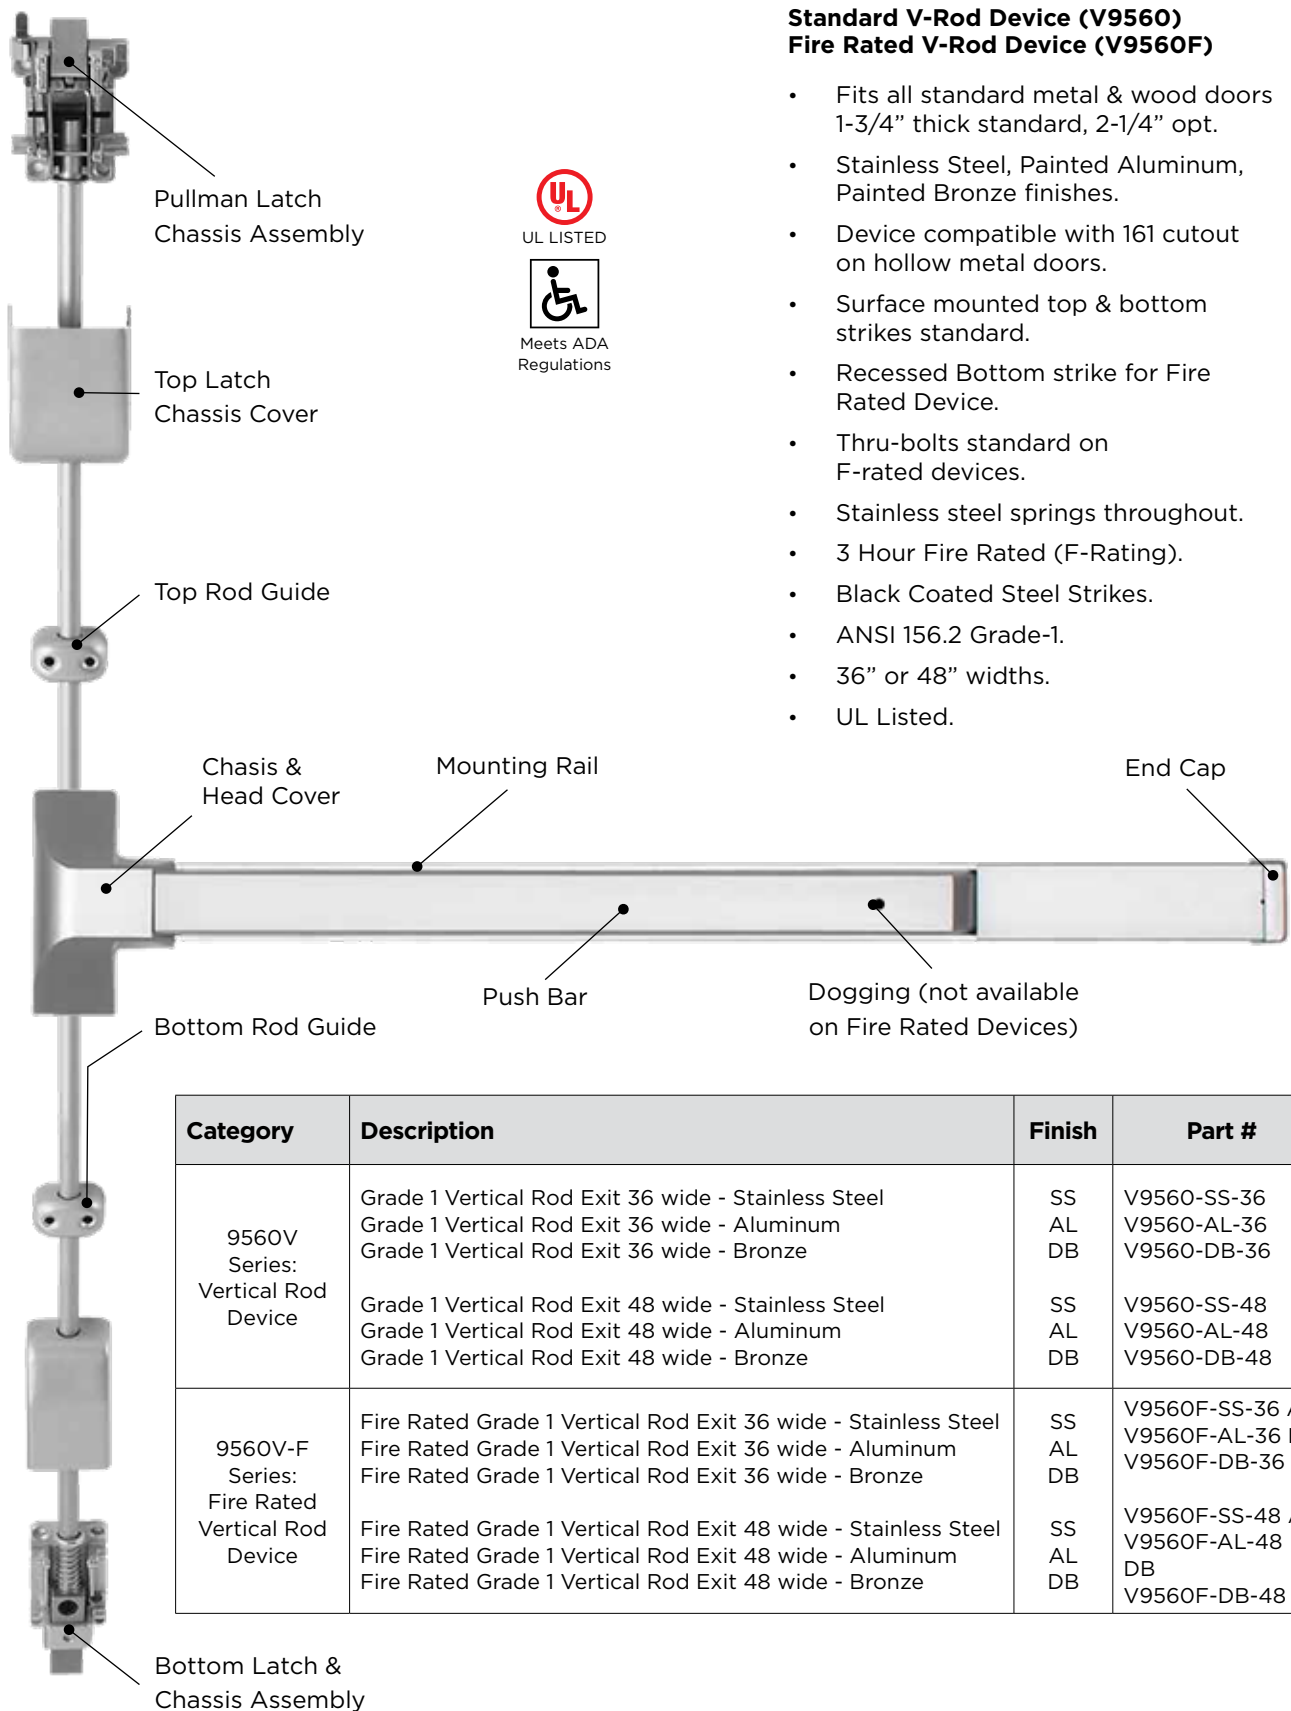 Standard V-Rod Device (V9560)
Fire Rated V-Rod Device (V9560F)
• Fits all standard metal & wood doors
1-3/4” thick standard, 2-1/4” opt.
• Stainless Steel, Painted Aluminum,
Painted Bronze finishes.
• Device compatible with 161 cutout
on hollow metal doors.
• Surface mounted top & bottom
strikes standard.
• Recessed Bottom strike for Fire
Rated Device.
• Thru-bolts standard on
F-rated devices.
• Stainless steel springs throughout.
• 3 Hour Fire Rated (F-Rating).
• Black Coated Steel Strikes.
• ANSI 156.2 Grade-1.
• 36” or 48” widths.
• UL Listed.
UL
®
UL LISTED
Meets ADA
Regulations
Pullman Latch
Chassis Assembly
Top Latch
Chassis Cover
Top Rod Guide
Chasis &
Head Cover
Mounting Rail
End Cap
Push Bar
Dogging (not available
on Fire Rated Devices)
Bottom Rod Guide
Category Description Finish Part #
9560V
Series:
Vertical Rod
Device
Grade 1 Vertical Rod Exit 36 wide - Stainless Steel SS V9560-SS-36
Grade 1 Vertical Rod Exit 36 wide - Aluminum AL V9560-AL-36
Grade 1 Vertical Rod Exit 36 wide - Bronze DB V9560-DB-36
Grade 1 Vertical Rod Exit 48 wide - Stainless Steel SS V9560-SS-48
Grade 1 Vertical Rod Exit 48 wide - Aluminum AL V9560-AL-48
Grade 1 Vertical Rod Exit 48 wide - Bronze DB V9560-DB-48
9560V-F
Series:
Fire Rated
Vertical Rod
Device
Fire Rated Grade 1 Vertical Rod Exit 36 wide - Stainless Steel SS V9560F-SS-36
Fire Rated Grade 1 Vertical Rod Exit 36 wide - Aluminum AL V9560F-AL-36
Fire Rated Grade 1 Vertical Rod Exit 36 wide - Bronze DB V9560F-DB-36
Fire Rated Grade 1 Vertical Rod Exit 48 wide - Stainless Steel SS V9560F-SS-48
Fire Rated Grade 1 Vertical Rod Exit 48 wide - Aluminum AL V9560F-AL-48
DB
Fire Rated Grade 1 Vertical Rod Exit 48 wide - Bronze DB V9560F-DB-48
Bottom Latch &
Chassis Assembly